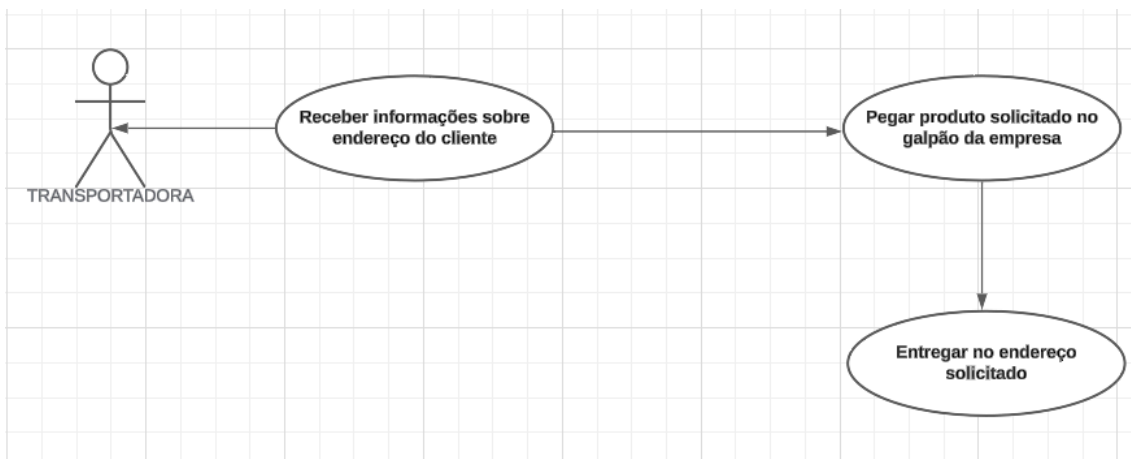 Receber informações sobre
endereço do cliente
Pegar produto solicitado no
galpão da empresa
TRANSPORTADORA
Entregar no endereço
solicitado